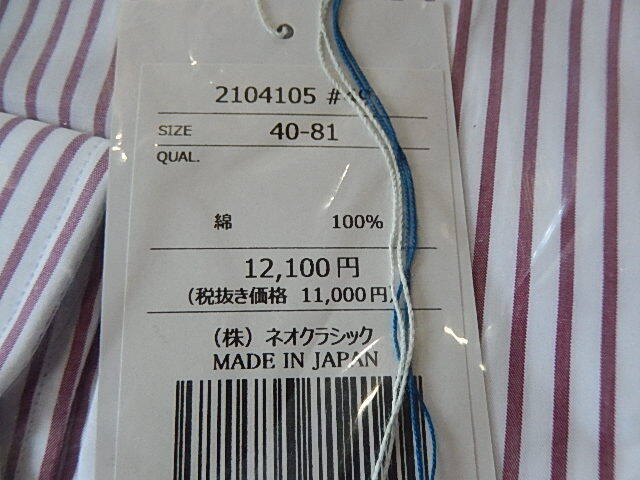 2104105
SIZE 40-81
QUAL.
綿 100%
12,100円
(税抜き価格 11,000円)
(株) ネオクラシック
MADE IN JAPAN